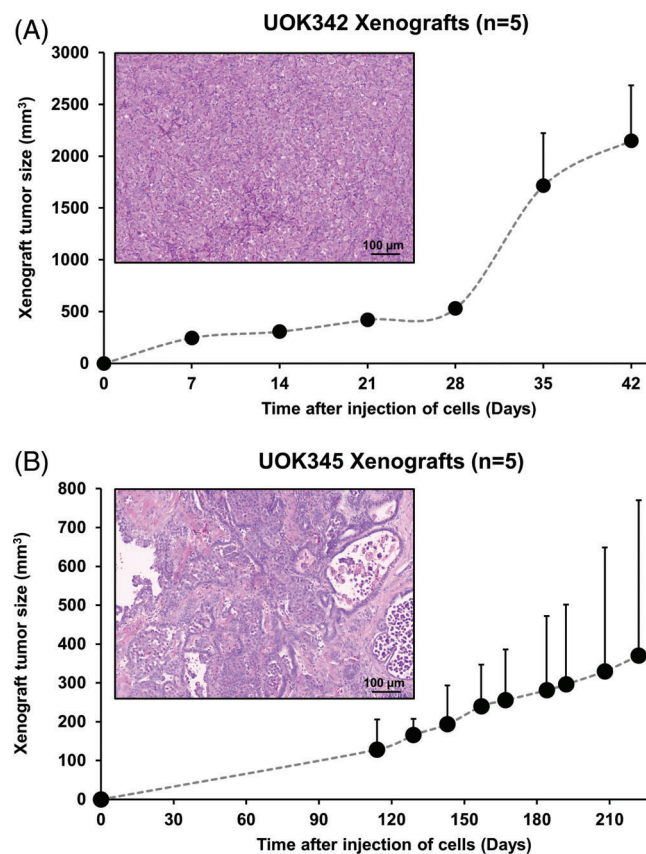 (A)
UOK342 Xenografts (n=5)
Xenograft tumor size (mm³)
3000
2500
2000
1500
1000
500
0
100 µm
0 7 14 21 28 35 42
Time after injection of cells (Days)
(B)
UOK345 Xenografts (n=5)
Xenograft tumor size (mm³)
800
700
600
500
400
300
200
100
0
100 µm
0 30 60 90 120 150 180 210
Time after injection of cells (Days)